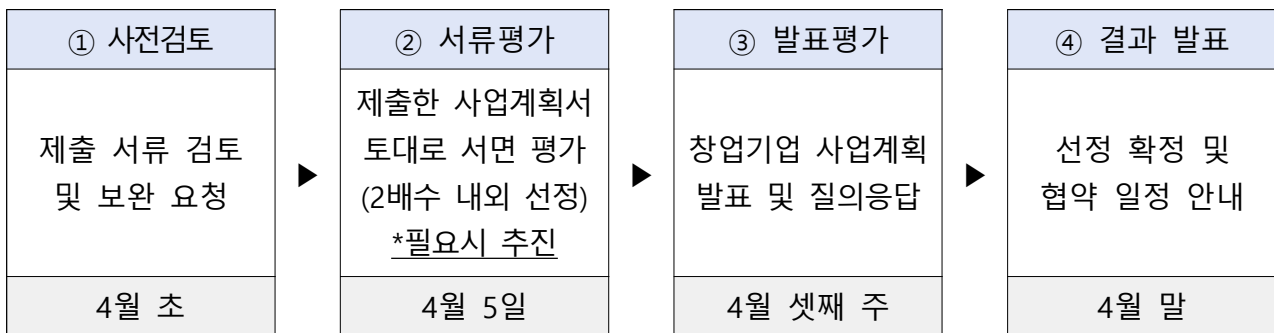 ① 사전검토
제출 서류 검토
및 보완 요청
4월 초
▶
② 서류평가
제출한 사업계획서
토대로 서면 평가
(2배수 내외 선정)
*필요시 추진
4월 5일
▶
③ 발표평가
창업기업 사업계획
발표 및 질의응답
4월 셋째 주
▶
④ 결과 발표
선정 확정 및
협약 일정 안내
4월 말